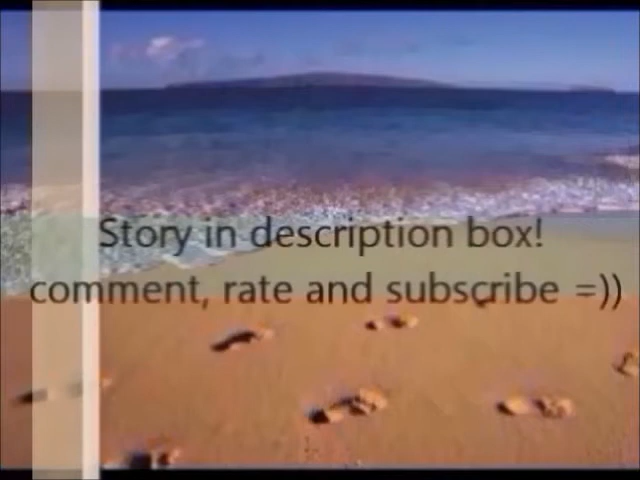 Story in description box!
comment, rate and subscribe =))